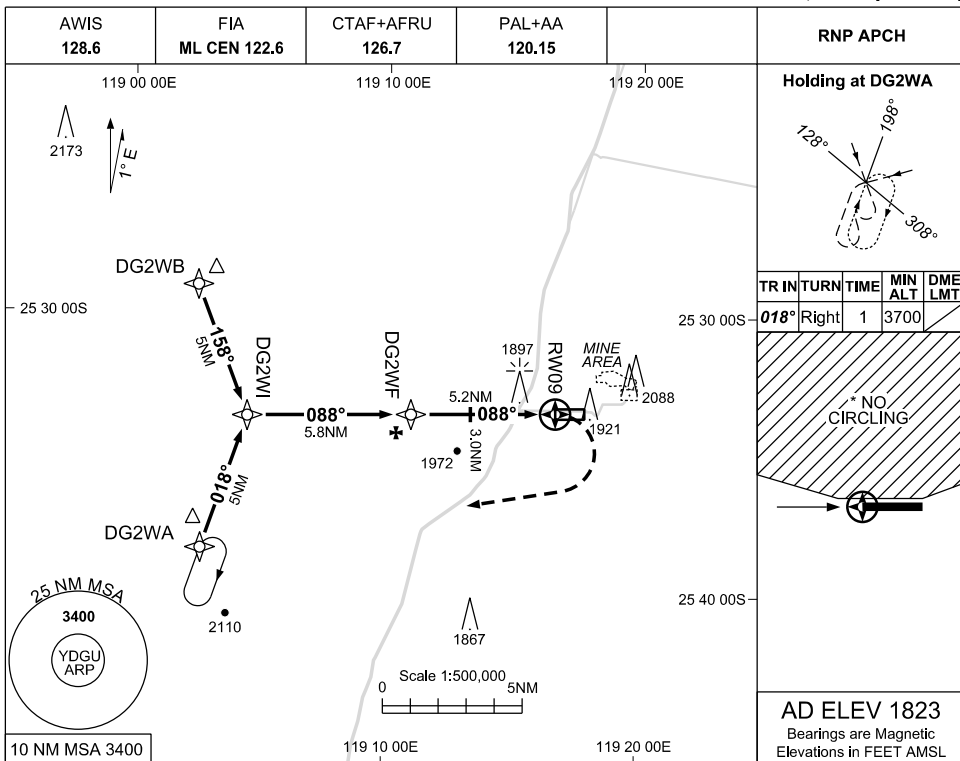 AWIS
128.6
FIA
ML CEN 122.6
CTAF+AFRU
126.7
PAL+AA
120.15
RNP APCH
119 00 00E
119 10 00E
119 20 00E
2173
1° E
DG2WB
25 30 00S
158°
5NM
DG2WI
088°
5.8NM
DG2WF
5.2NM
088°
3.0NM
1972
1897
RW09
MINE
AREA
2088
1921
25 30 00S
018°
5NM
DG2WA
2110
25 NM MSA
3400
YDGU
ARP
10 NM MSA 3400
1867
Scale 1:500,000
0
5NM
25 40 00S
119 10 00E
119 20 00E
Holding at DG2WA
128°
198°
308°
TR IN
TURN
TIME
MIN
ALT
DME
LMT
018°
Right
1
3700
* NO
CIRCLING
AD ELEV 1823
Bearings are Magnetic
Elevations in FEET AMSL